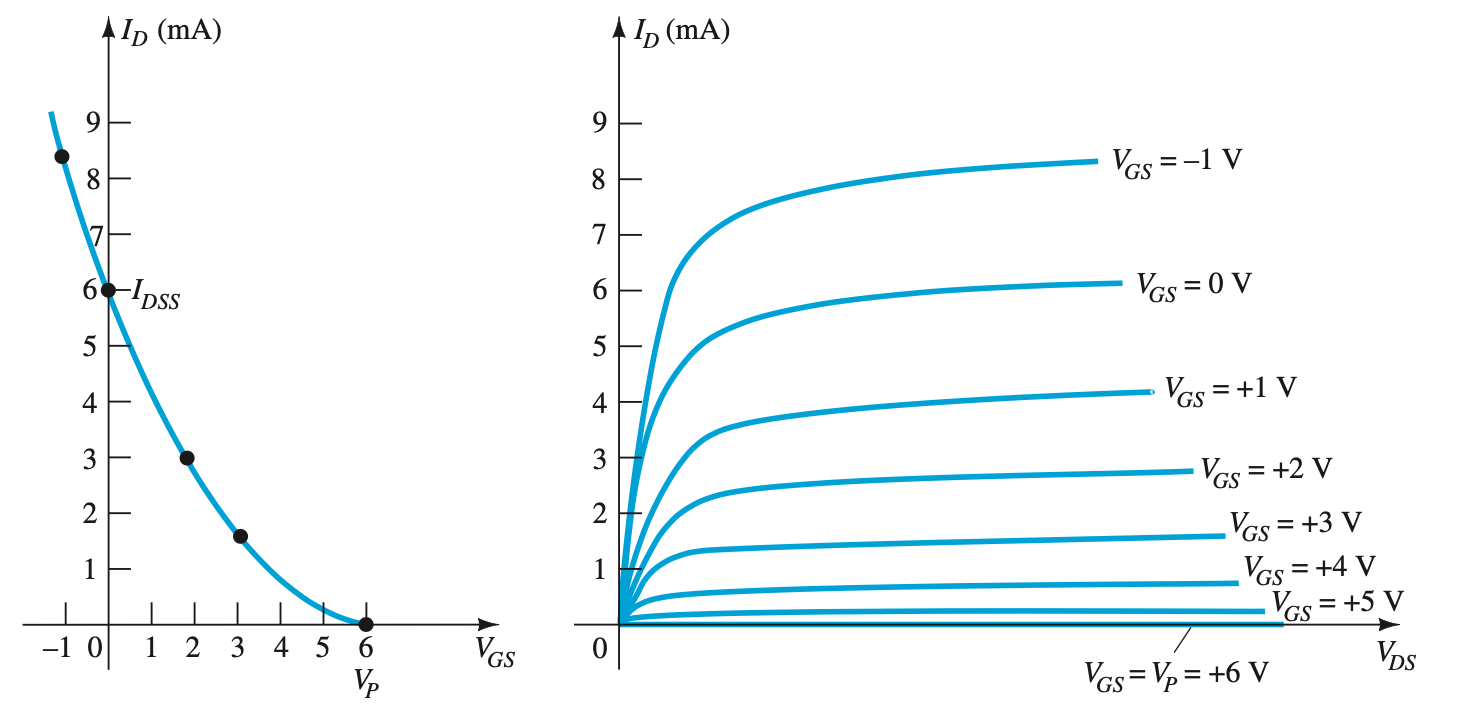 I_D (mA)
9
8
7
6
I_DSS
5
4
3
2
1
–1 0 1 2 3 4 5 6
V_GS
V_P
I_D (mA)
9
8
7
6
5
4
3
2
1
0
V_GS = –1 V
V_GS = 0 V
V_GS = +1 V
V_GS = +2 V
V_GS = +3 V
V_GS = +4 V
V_GS = +5 V
V_DS
V_GS = V_P = +6 V